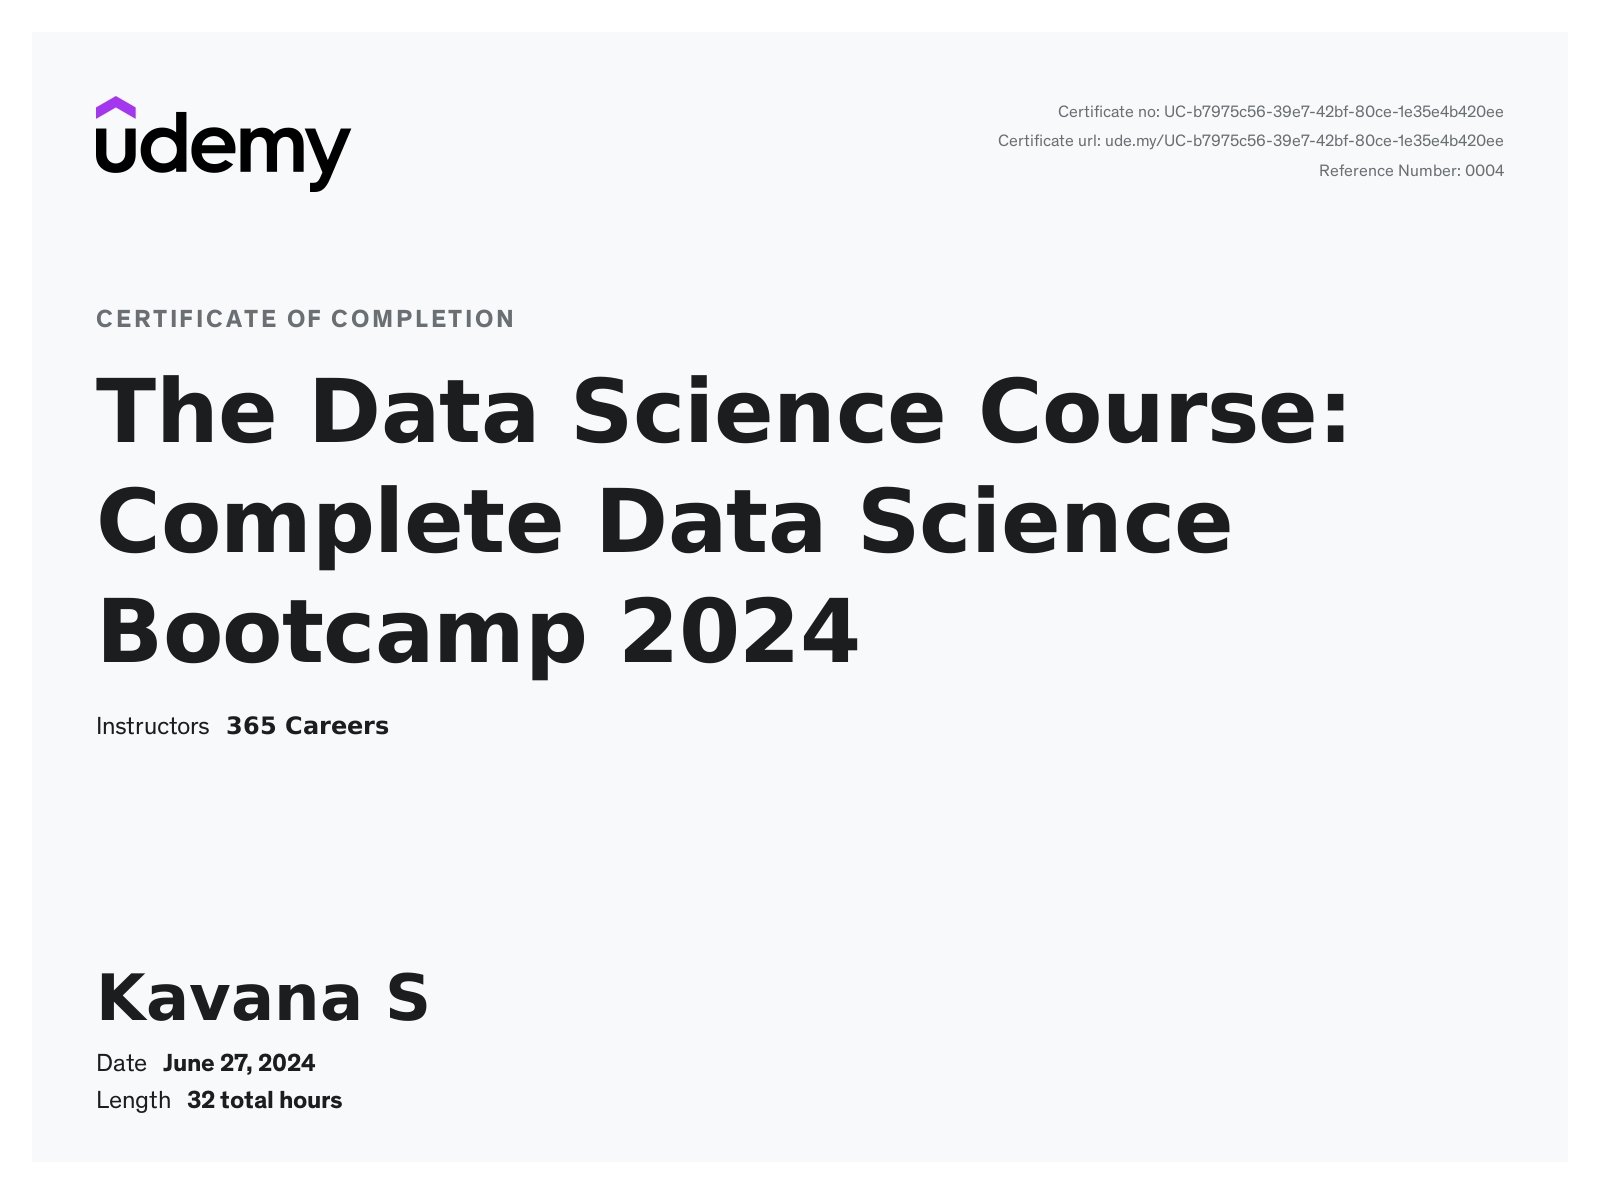 udemy
Certificate no: UC-b7975c56-39e7-42bf-80ce-1e35e4b420ee
Certificate url: ude.my/UC-b7975c56-39e7-42bf-80ce-1e35e4b420ee
Reference Number: 0004
CERTIFICATE OF COMPLETION
The Data Science Course:
Complete Data Science
Bootcamp 2024
Instructors 365 Careers
Kavana S
Date June 27, 2024
Length 32 total hours